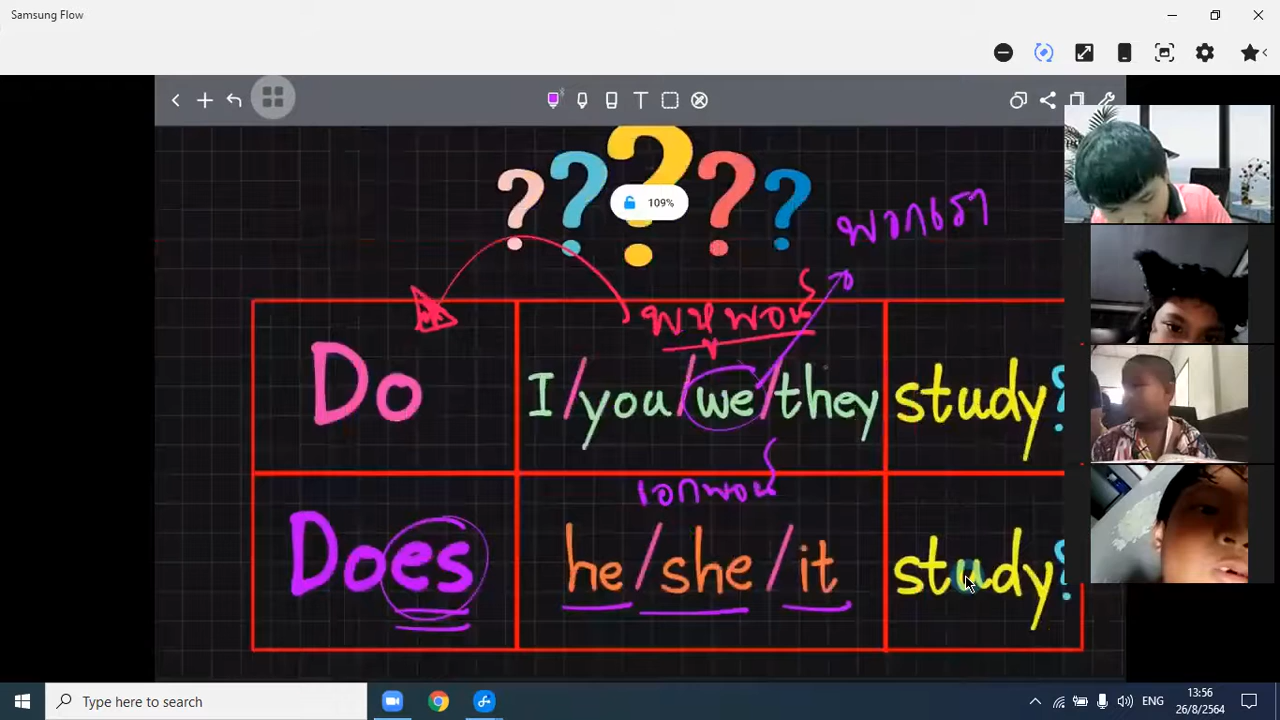 Samsung Flow
? ? ? ? ?
109%
พวกเรา
พหูพจน์
Do I/you/we/they study?
เอกพจน์
Does he/she/it study?
Type here to search
ENG
13:56
26/8/2564